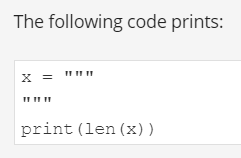 The following code prints:
x = """
"""
print(len(x))